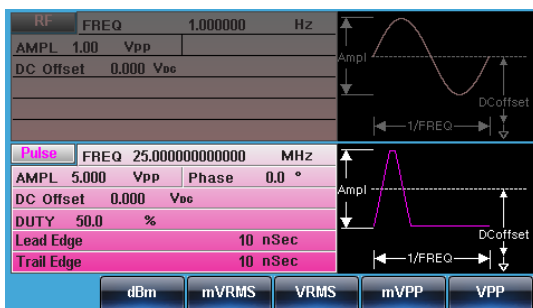 RF FREQ 1.000000 Hz
AMPL 1.00 Vpp
DC Offset 0.000 VDC
Ampl
DCoffset
1/FREQ
Pulse FREQ 25.000000000000 MHz
AMPL 5.000 Vpp Phase 0.0 °
DC Offset 0.000 VDC
DUTY 50.0 %
Lead Edge 10 nSec
Trail Edge 10 nSec
Ampl
DCoffset
1/FREQ
dBm mVRMS VRMS mVPP VPP